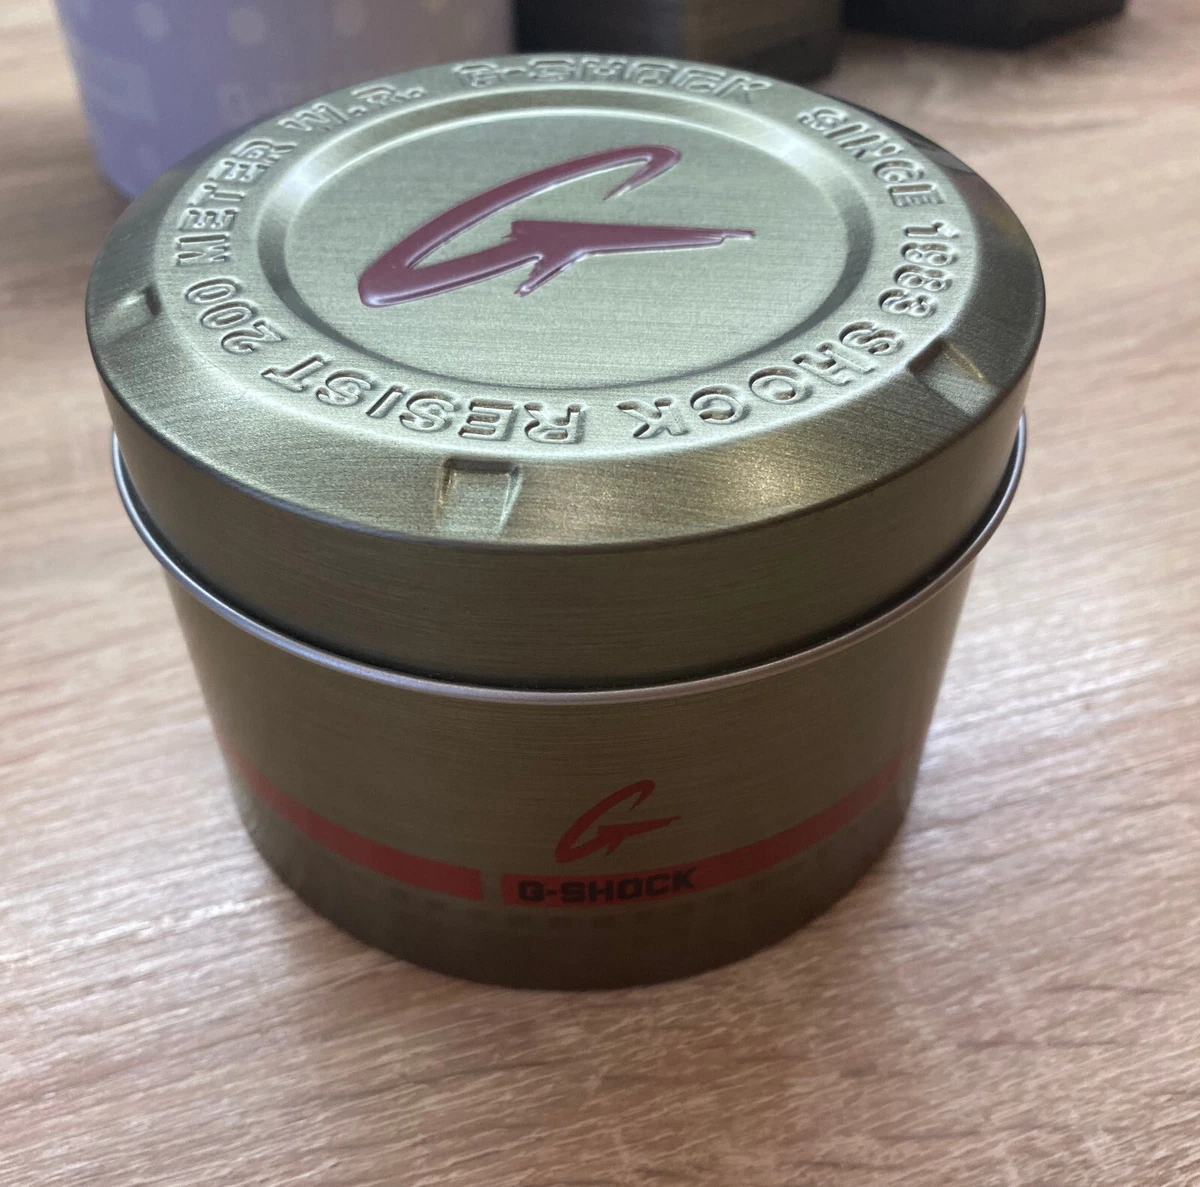 G-SHOCK SINCE 1983 SHOCK RESIST 200 METER W.R.
G-SHOCK